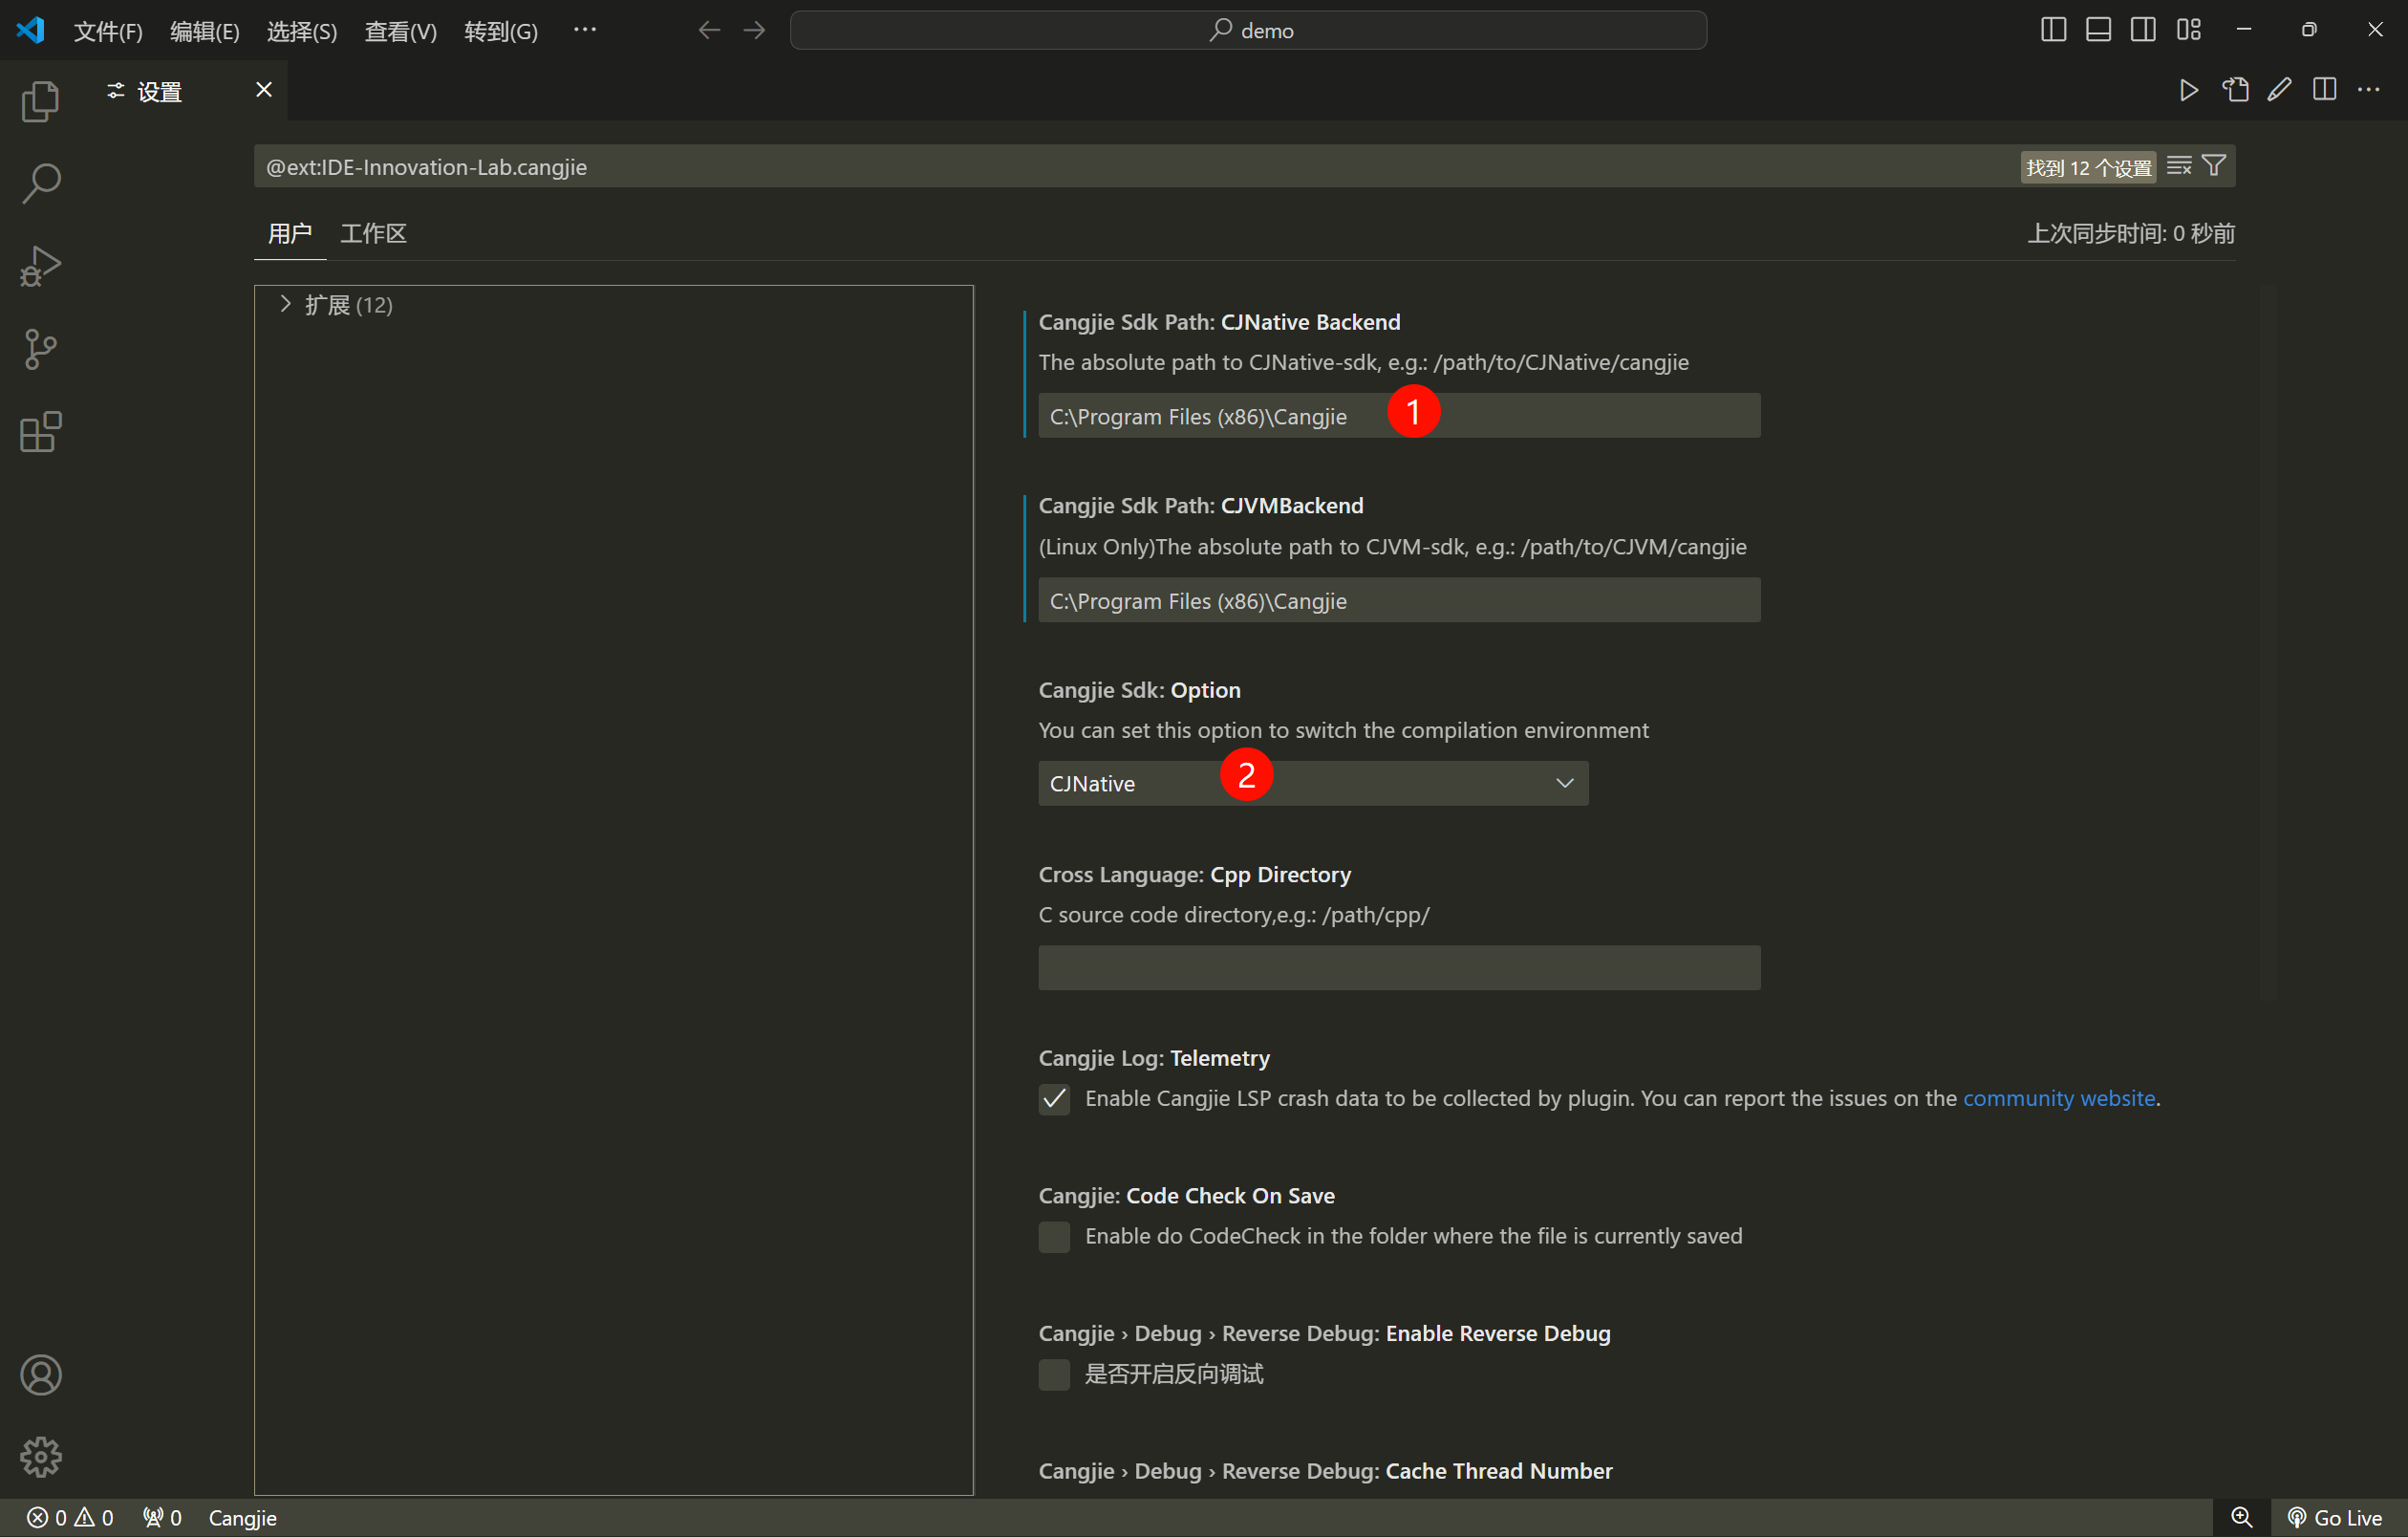 文件(F) 编辑(E) 选择(S) 查看(V) 转到(G) ··· demo
设置
@ext:IDE-Innovation-Lab.cangjie 找到 12 个设置
用户 工作区 上次同步时间: 0 秒前
扩展 (12)
Cangjie Sdk Path: CJNative Backend
The absolute path to CJNative-sdk, e.g.: /path/to/CJNative/cangjie
C:\Program Files (x86)\Cangjie 1
Cangjie Sdk Path: CJVMBackend
(Linux Only)The absolute path to CJVM-sdk, e.g.: /path/to/CJVM/cangjie
C:\Program Files (x86)\Cangjie
Cangjie Sdk: Option
You can set this option to switch the compilation environment
CJNative 2
Cross Language: Cpp Directory
C source code directory,e.g.: /path/cpp/
Cangjie Log: Telemetry
Enable Cangjie LSP crash data to be collected by plugin. You can report the issues on the community website.
Cangjie: Code Check On Save
Enable do CodeCheck in the folder where the file is currently saved
Cangjie › Debug › Reverse Debug: Enable Reverse Debug
是否开启反向调试
Cangjie › Debug › Reverse Debug: Cache Thread Number
0 0 0 Cangjie Go Live